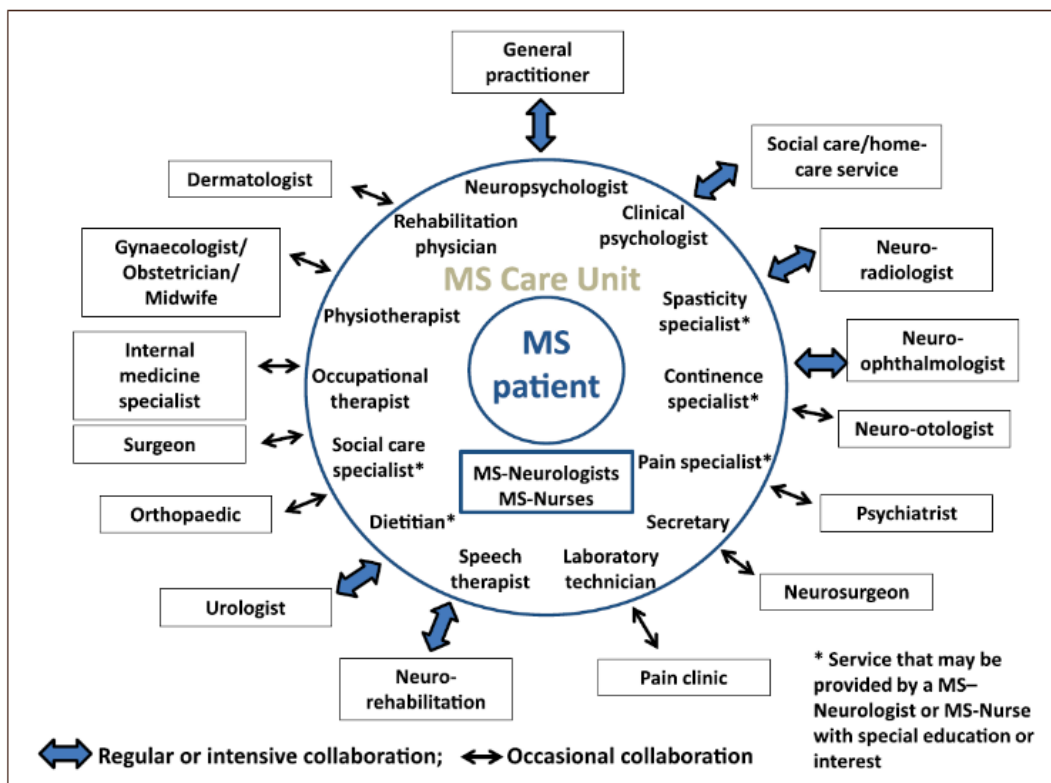 General
practitioner
Social care/home-
care service
Dermatologist
Neuropsychologist
Clinical
psychologist
Rehabilitation
physician
Gynaecologist/
Obstetrician/
Midwife
Neuro-
radiologist
MS Care Unit
Spasticity
specialist*
Physiotherapist
MS
patient
Internal
medicine
specialist
Neuro-
ophthalmologist
Occupational
therapist
Continence
specialist*
Surgeon
Neuro-otologist
Social care
specialist*
MS-Neurologists
MS-Nurses
Pain specialist*
Orthopaedic
Dietitian*
Secretary
Psychiatrist
Speech
therapist
Laboratory
technician
Urologist
Neurosurgeon
Neuro-
rehabilitation
Pain clinic
* Service that may be
provided by a MS–
Neurologist or MS-Nurse
with special education or
interest
Regular or intensive collaboration; Occasional collaboration